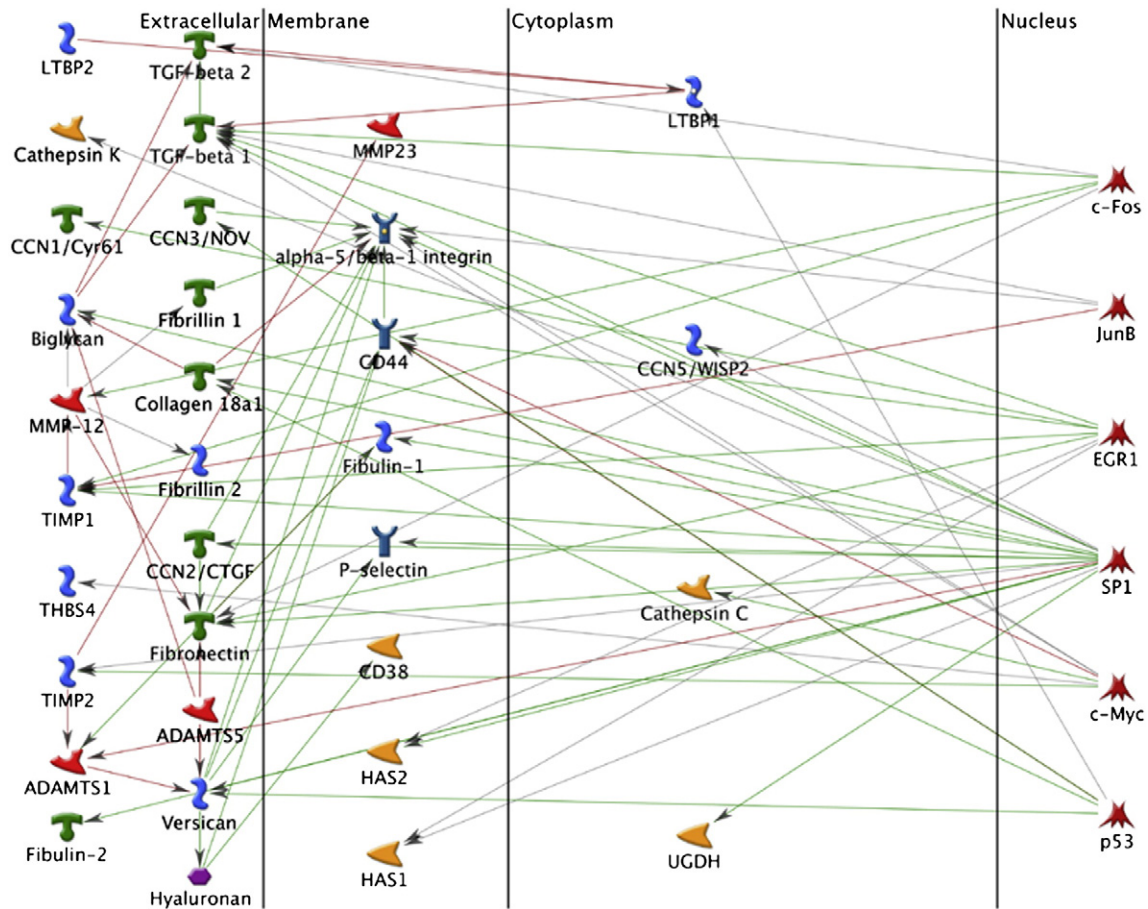 Extracellular
Membrane
Cytoplasm
Nucleus
LTBP2
TGF-beta 2
LTBP1
Cathepsin K
TGF-beta 1
MMP23
c-Fos
CCN1/Cyr61
CCN3/NOV
alpha-5/beta-1 integrin
Biglycan
Fibrillin 1
JunB
CD44
CCN5/WISP2
MMP-12
Collagen 18a1
EGR1
Fibulin-1
TIMP1
Fibrillin 2
CCN2/CTGF
P-selectin
SP1
THBS4
Cathepsin C
Fibronectin
CD38
TIMP2
c-Myc
ADAMTS5
ADAMTS1
HAS2
Versican
p53
Fibulin-2
UGDH
HAS1
Hyaluronan